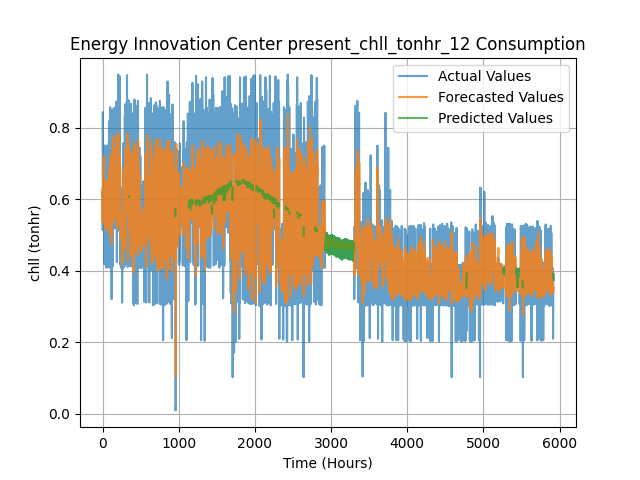 Energy Innovation Center present_chll_tonhr_12 Consumption
Actual Values
Forecasted Values
Predicted Values
chll (tonhr)
0.8
0.6
0.4
0.2
0.0
0 1000 2000 3000 4000 5000 6000
Time (Hours)